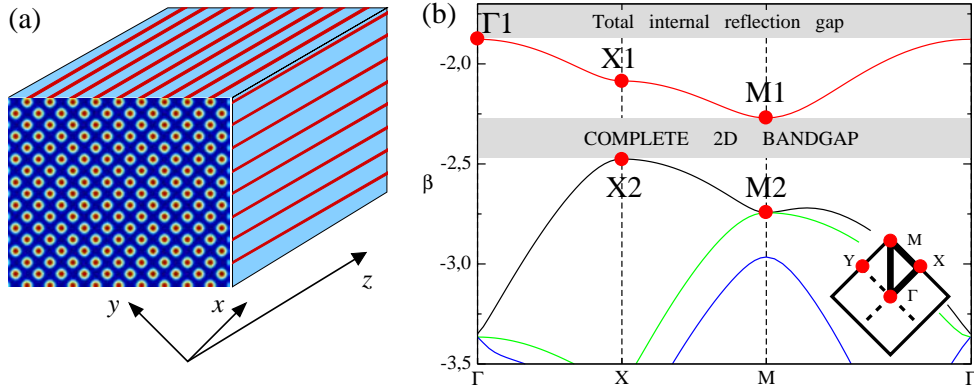 (a)
y
x
z
(b)
Total internal reflection gap
Γ1
X1
M1
COMPLETE 2D BANDGAP
X2
M2
β
-2,0
-2,5
-3,0
-3,5
M
Y
X
Γ
Γ
X
M
Γ